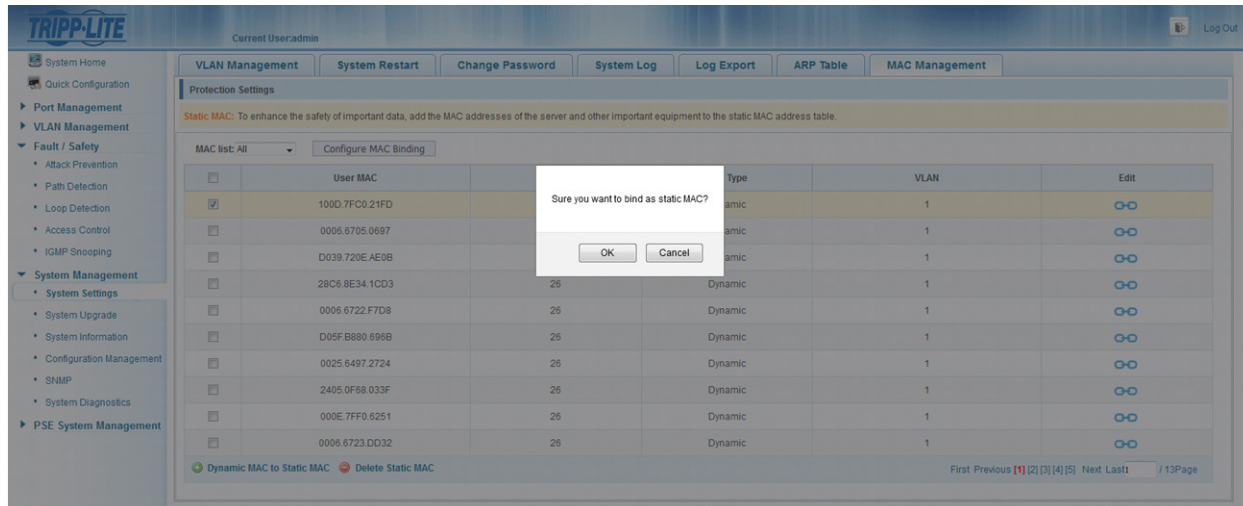 TRIPP·LITE
Current User:admin
Log Out
System Home
Quick Configuration
Port Management
VLAN Management
Fault / Safety
Attack Prevention
Path Detection
Loop Detection
Access Control
IGMP Snooping
System Management
System Settings
System Upgrade
System Information
Configuration Management
SNMP
System Diagnostics
PSE System Management
VLAN Management System Restart Change Password System Log Log Export ARP Table MAC Management
Protection Settings
Static MAC: To enhance the safety of important data, add the MAC addresses of the server and other important equipment to the static MAC address table.
MAC list: All Configure MAC Binding
User MAC Type VLAN Edit
100D.7FC0.21FD amic 1
0006.6705.0697 amic 1
D039.720E.AE0B amic 1
28C6.8E34.1CD3 26 Dynamic 1
0006.6722.F7D8 26 Dynamic 1
D05F.B880.696B 26 Dynamic 1
0025.6497.2724 26 Dynamic 1
2405.0F68.033F 26 Dynamic 1
000E.7FF0.6251 26 Dynamic 1
0006.6723.DD32 26 Dynamic 1
Sure you want to bind as static MAC?
OK Cancel
Dynamic MAC to Static MAC Delete Static MAC
First Previous [1] [2] [3] [4] [5] Next Last 1 / 13Page